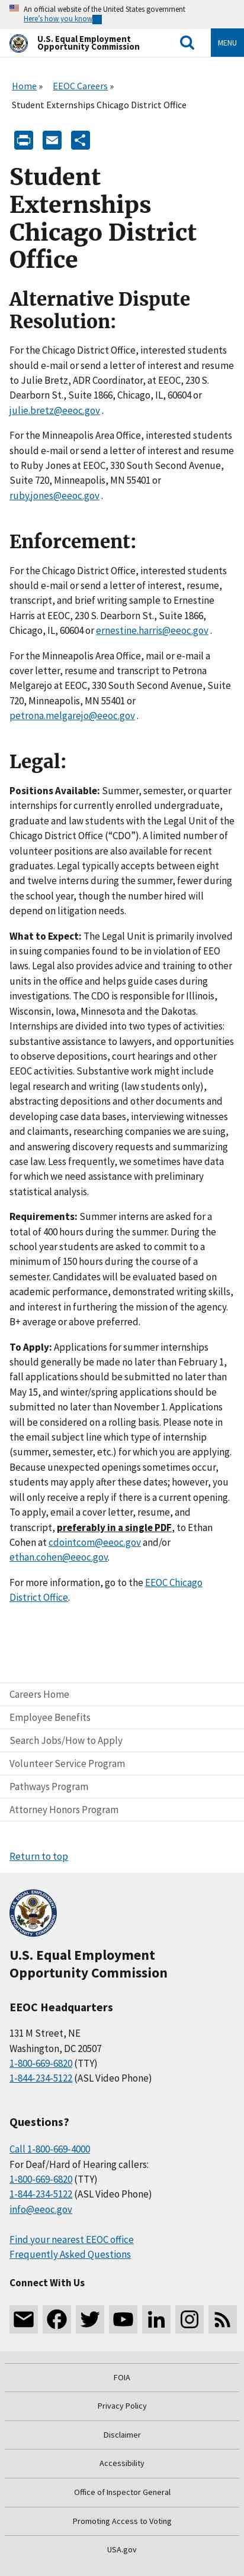 An official website of the United States government
Here's how you know
U.S. Equal Employment
Opportunity Commission
MENU
Home » EEOC Careers »
Student Externships Chicago District Office
Student
Externships
Chicago District
Office
Alternative Dispute
Resolution:
For the Chicago District Office, interested students
should e-mail or send a letter of interest and resume
to Julie Bretz, ADR Coordinator, at EEOC, 230 S.
Dearborn St., Suite 1866, Chicago, IL, 60604 or
julie.bretz@eeoc.gov .
For the Minneapolis Area Office, interested students
should e-mail or send a letter of interest and resume
to Ruby Jones at EEOC, 330 South Second Avenue,
Suite 720, Minneapolis, MN 55401 or
ruby.jones@eeoc.gov .
Enforcement:
For the Chicago District Office, interested students
should e-mail or send a letter of interest, resume,
transcript, and brief writing sample to Ernestine
Harris at EEOC, 230 S. Dearborn St., Suite 1866,
Chicago, IL, 60604 or ernestine.harris@eeoc.gov .
For the Minneapolis Area Office, mail or e-mail a
cover letter, resume and transcript to Petrona
Melgarejo at EEOC, 330 South Second Avenue, Suite
720, Minneapolis, MN 55401 or
petrona.melgarejo@eeoc.gov .
Legal:
Positions Available: Summer, semester, or quarter
internships for currently enrolled undergraduate,
graduate and law students with the Legal Unit of the
Chicago District Office (“CDO”). A limited number of
volunteer positions are also available for recent
graduates. Legal typically accepts between eight
and twelve interns during the summer, and fewer
during the school year, though the number hired will
depend on litigation needs.
What to Expect: The Legal Unit is primarily involved
in suing companies found to be in violation of EEO
laws. Legal also provides advice and training to other
units in the office and helps guide systemic
investigations. The CDO is responsible for Illinois,
Wisconsin, Iowa, Minnesota and the Dakotas.
Internships are divided in into two types of activities:
substantive assistance to lawyers, and opportunities
to observe depositions, court hearings and other
EEOC activities. Substantive work might include
legal research and writing (law students only),
drafting discovery, document review, other types of
database and legal research, interviewing witnesses
and claimants, researching companies we are suing,
and answering discovery requests and summarizing
case law. Less frequently, we sometimes have data
for which interns can assist with preliminary
statistical analysis.
Requirements: Summer interns are asked for a
total of 400 hours during the summer. During the
school year students are asked to commit to a
minimum of 150 hours during the semester.
Candidates will be evaluated on the basis of
academic performance, demonstrated writing skills,
and interest in furthering the mission of the agency.
B+ average or above preferred.
To Apply: Applications for summer internships
should generally be made no later than February 1,
fall applications should be submitted no later than
May 15, and winter/spring applications should be
submitted no later than November 1. Applications
will be considered on a rolling basis. Please note in
the email subject line which type of internship
(summer, semester, etc.) for which you are applying.
Because unexpected openings sometimes occur,
students may apply after these dates; however, you
will only receive a reply if there is an opening. To
apply, email a cover letter, resume, and
transcript, preferably in a single PDF, to Ethan
Cohen at cdointcom@eeoc.gov and/or
ethan.cohen@eeoc.gov.
For more information, go to the EEOC Chicago
District Office.
Careers Home
Employee Benefits
Search Jobs/How to Apply
Volunteer Service Program
Pathways Program
Attorney Honors Program
Return to top
U.S. Equal Employment
Opportunity Commission
EEOC Headquarters
131 M Street, NE
Washington, DC 20507
1-800-669-6820 (TTY)
1-844-234-5122 (ASL Video Phone)
Questions?
Call 1-800-669-4000
For Deaf/Hard of Hearing callers:
1-800-669-6820 (TTY)
1-844-234-5122 (ASL Video Phone)
info@eeoc.gov
Find your nearest EEOC office
Frequently Asked Questions
Connect With Us
FOIA
Privacy Policy
Disclaimer
Accessibility
Office of Inspector General
Promoting Access to Voting
USA.gov